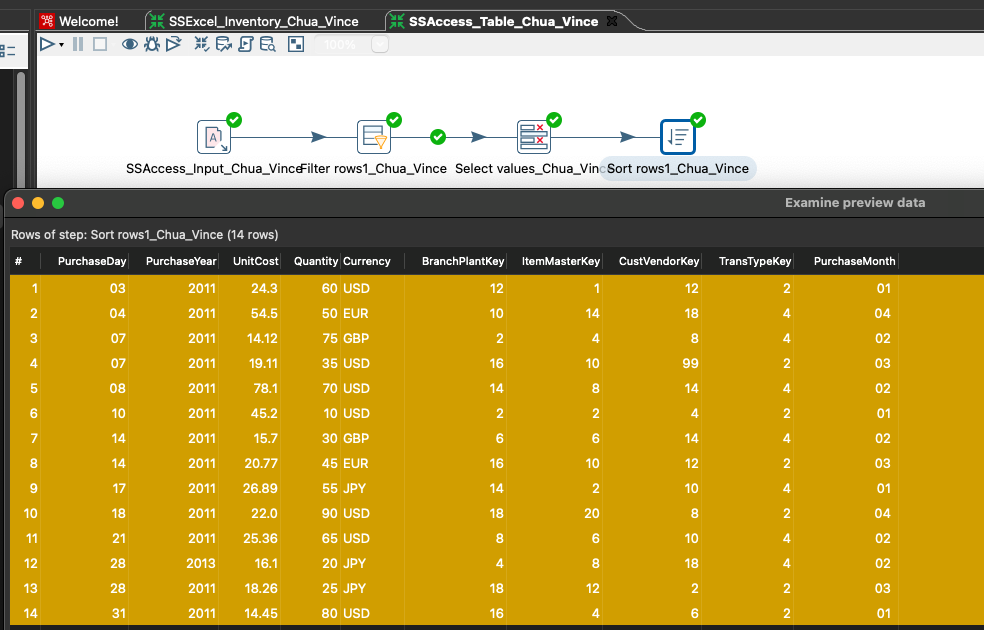 Welcome! SSExcel_Inventory_Chua_Vince SSAccess_Table_Chua_Vince
100%
SSAccess_Input_Chua_Vince Filter rows1_Chua_Vince Select values_Chua_Vinc Sort rows1_Chua_Vince
Examine preview data
Rows of step: Sort rows1_Chua_Vince (14 rows)
# PurchaseDay PurchaseYear UnitCost Quantity Currency BranchPlantKey ItemMasterKey CustVendorKey TransTypeKey PurchaseMonth
1 03 2011 24.3 60 USD 12 1 12 2 01
2 04 2011 54.5 50 EUR 10 14 18 4 04
3 07 2011 14.12 75 GBP 2 4 8 4 02
4 07 2011 19.11 35 USD 16 10 99 2 03
5 08 2011 78.1 70 USD 14 8 14 4 02
6 10 2011 45.2 10 USD 2 2 4 2 01
7 14 2011 15.7 30 GBP 6 6 14 4 02
8 14 2011 20.77 45 EUR 16 10 12 2 03
9 17 2011 26.89 55 JPY 14 2 10 4 01
10 18 2011 22.0 90 USD 18 20 8 2 04
11 21 2011 25.36 65 USD 8 6 10 4 02
12 28 2013 16.1 20 JPY 4 8 18 4 02
13 28 2011 18.26 25 JPY 18 12 2 2 03
14 31 2011 14.45 80 USD 16 4 6 2 01